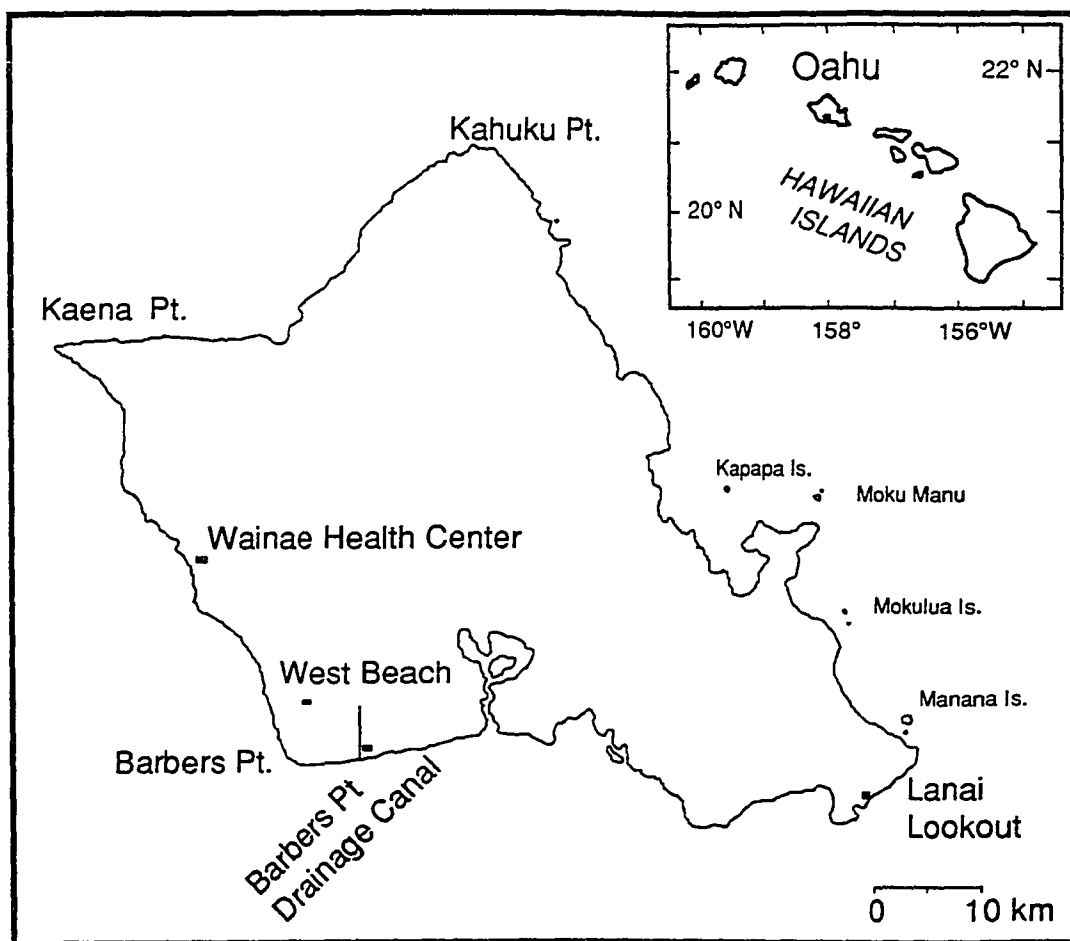 Oahu
22° N
Kahuku Pt.
HAWAIIAN
ISLANDS
20° N
160°W
158°
156°W
Kaena Pt.
Kapapa Is.
Moku Manu
Wainae Health Center
Mokulua Is.
West Beach
Manana Is.
Barbers Pt.
Barbers Pt
Drainage Canal
Lanai
Lookout
0
10 km